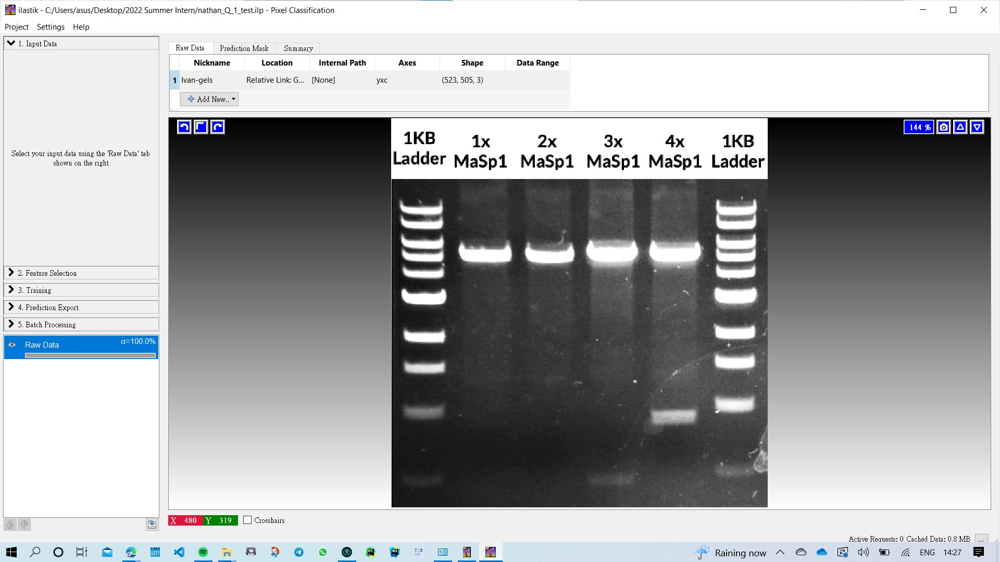 ilastik - C:/Users/asus/Desktop/2022 Summer Intern/nathan_Q_1_test.ilp - Pixel Classification
Project Settings Help
1. Input Data
Select your input data using the 'Raw Data' tab
shown on the right
2. Feature Selection
3. Training
4. Prediction Export
5. Batch Processing
Raw Data α=100.0%
Raw Data Prediction Mask Summary
Nickname Location Internal Path Axes Shape Data Range
1 Ivan-gels Relative Link: G... [None] yxc (523, 505, 3)
Add New..
144 %
1KB
Ladder
1x
MaSp1
2x
MaSp1
3x
MaSp1
4x
MaSp1
1KB
Ladder
X 480 Y 319 Crosshairs
Active Requests: 0 Cached Data: 0.8 MB ...
Raining now ENG 14:27